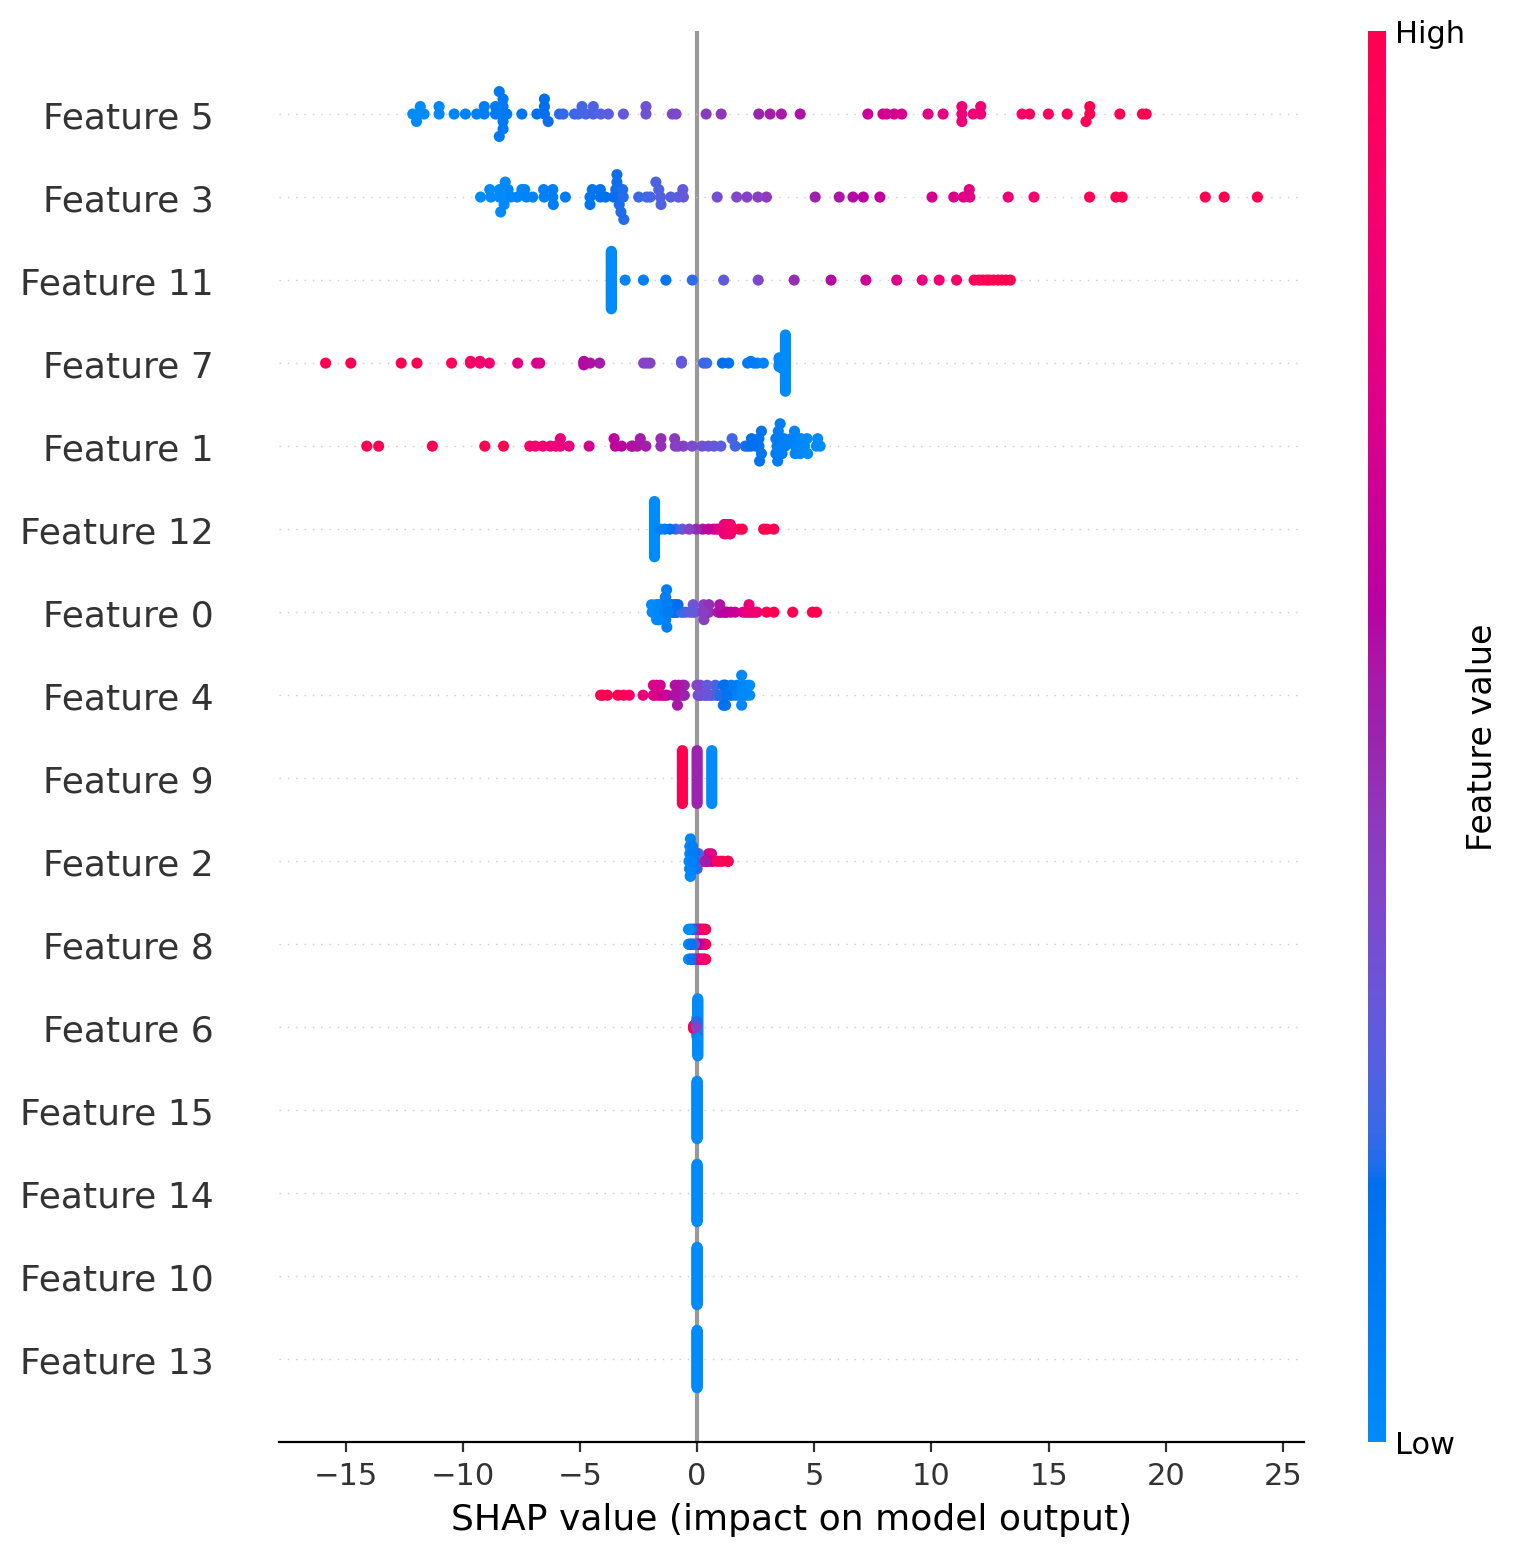 High
Feature 5
Feature 3
Feature 11
Feature 7
Feature 1
Feature 12
Feature 0
Feature 4
Feature 9
Feature 2
Feature 8
Feature 6
Feature 15
Feature 14
Feature 10
Feature 13
Feature value
Low
−15 −10 −5 0 5 10 15 20 25
SHAP value (impact on model output)